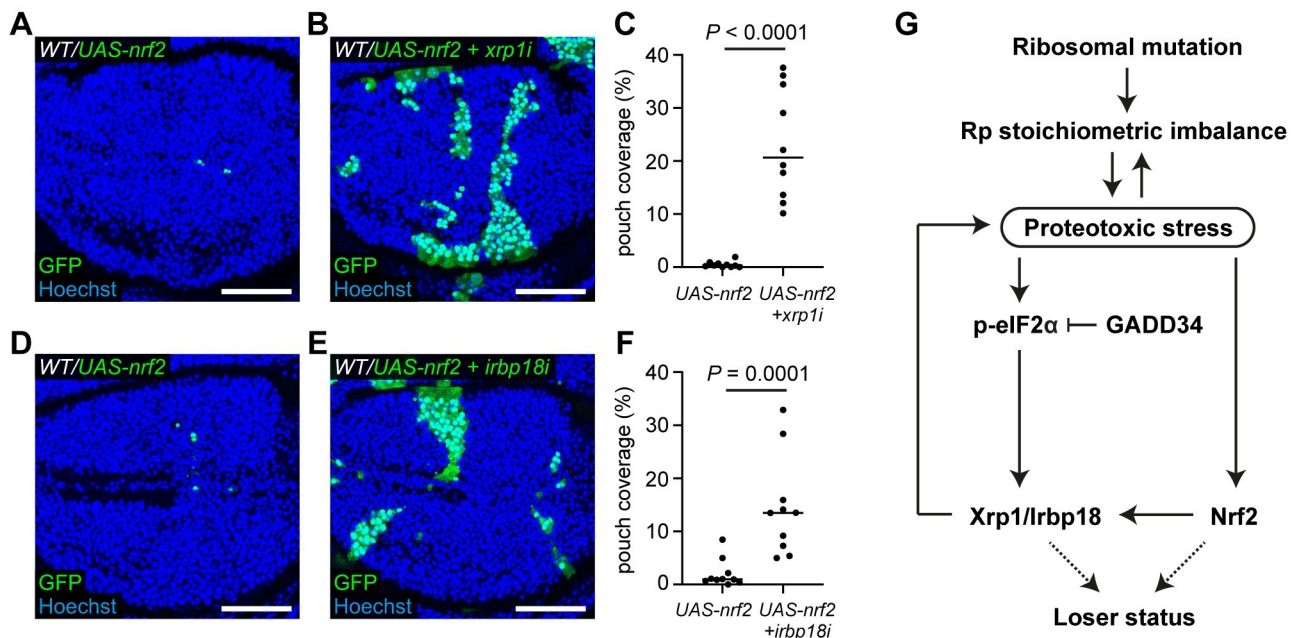 A
WT/UAS-nrf2
GFP
Hoechst
B
WT/UAS-nrf2 + xrp1i
GFP
Hoechst
C
P < 0.0001
pouch coverage (%)
40
30
20
10
0
UAS-nrf2
UAS-nrf2
+xrp1i
D
WT/UAS-nrf2
GFP
Hoechst
E
WT/UAS-nrf2 + irbp18i
GFP
Hoechst
F
P = 0.0001
pouch coverage (%)
40
30
20
10
0
UAS-nrf2
UAS-nrf2
+irbp18i
G
Ribosomal mutation
Rp stoichiometric imbalance
Proteotoxic stress
p-eIF2α
GADD34
Xrp1/Irbp18
Nrf2
Loser status